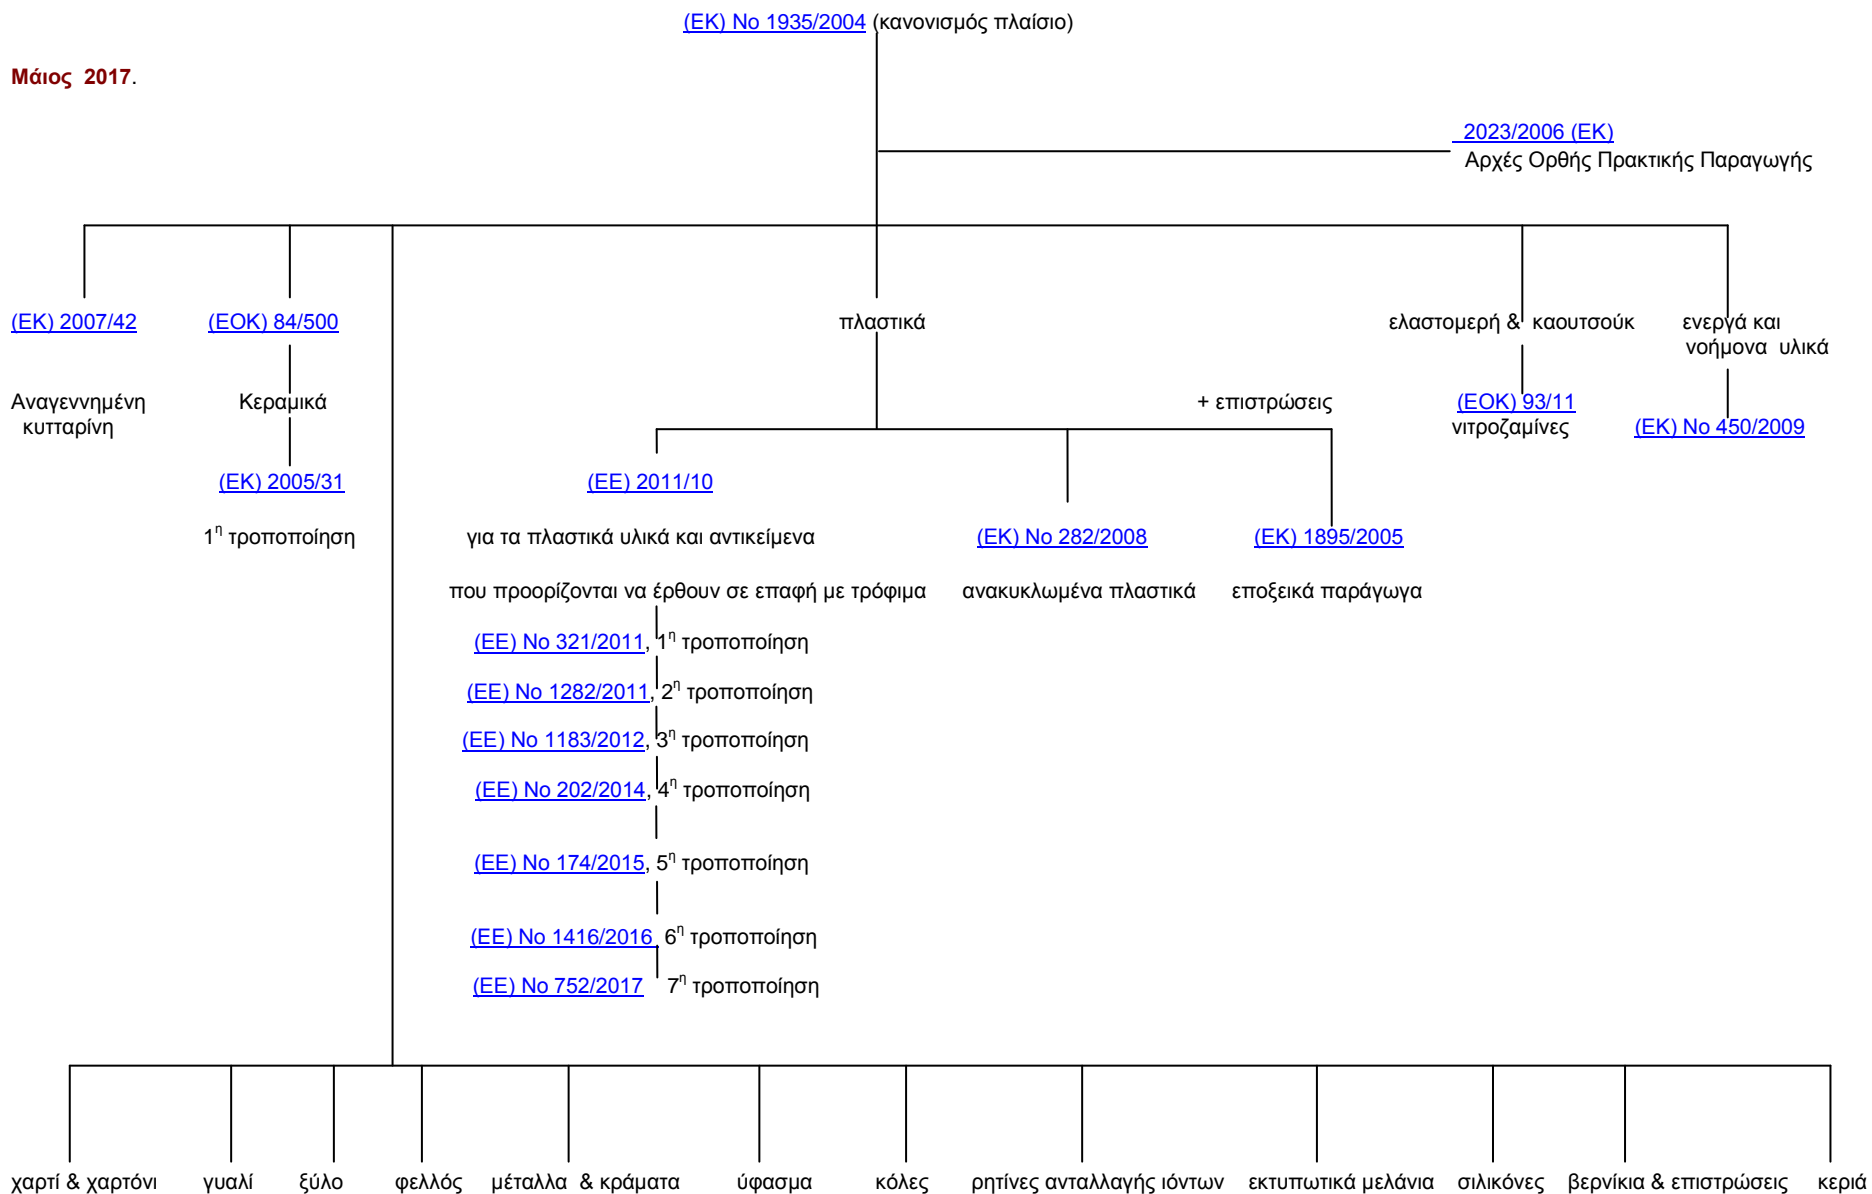 (ΕΚ) Νο 1935/2004 (κανονισμός πλαίσιο)
Μάιος 2017.
2023/2006 (ΕΚ)
Αρχές Ορθής Πρακτικής Παραγωγής
(ΕΚ) 2007/42
(ΕΟΚ) 84/500
πλαστικά
ελαστομερή & καουτσούκ
ενεργά και
νοήμονα υλικά
Αναγεννημένη
κυτταρίνη
Κεραμικά
+ επιστρώσεις
(ΕΟΚ) 93/11
νιτροζαμίνες
(ΕΚ) Νο 450/2009
(ΕΚ) 2005/31
(ΕΕ) 2011/10
1η τροποποίηση
για τα πλαστικά υλικά και αντικείμενα
(ΕΚ) Νο 282/2008
(ΕΚ) 1895/2005
που προορίζονται να έρθουν σε επαφή με τρόφιμα
ανακυκλωμένα πλαστικά
εποξεικά παράγωγα
(ΕΕ) Νο 321/2011, 1η τροποποίηση
(ΕΕ) Νο 1282/2011, 2η τροποποίηση
(ΕΕ) Νο 1183/2012, 3η τροποποίηση
(ΕΕ) Νο 202/2014, 4η τροποποίηση
(ΕΕ) Νο 174/2015, 5η τροποποίηση
(ΕΕ) Νο 1416/2016, 6η τροποποίηση
(ΕΕ) Νο 752/2017 7η τροποποίηση
χαρτί & χαρτόνι
γυαλί
ξύλο
φελλός
μέταλλα & κράματα
ύφασμα
κόλες
ρητίνες ανταλλαγής ιόντων
εκτυπωτικά μελάνια
σιλικόνες
βερνίκια & επιστρώσεις
κεριά